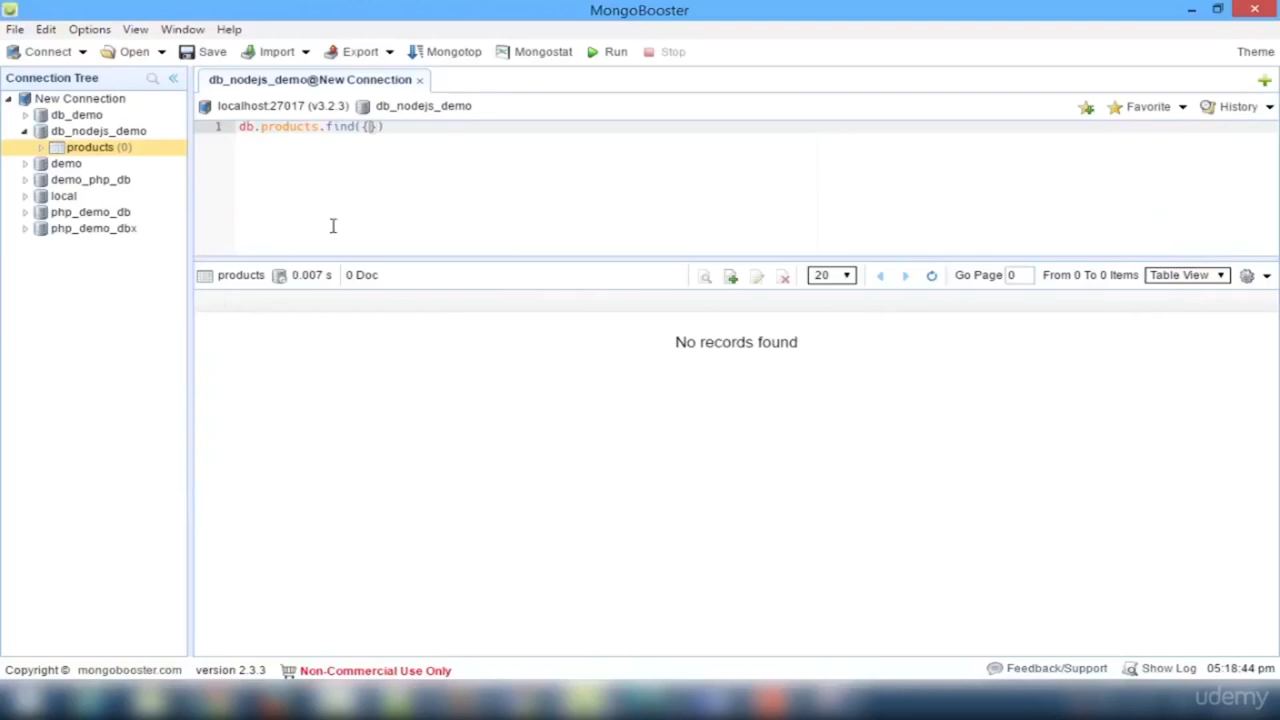 MongoBooster
File Edit Options View Window Help
Connect Open Save Import Export Mongotop Mongostat Run Stop Theme
Connection Tree
db_nodejs_demo@New Connection ×
New Connection
localhost:27017 (v3.2.3) db_nodejs_demo Favorite History
db_demo
db_nodejs_demo
products (0)
demo
demo_php_db
local
php_demo_db
php_demo_dbx
1 db.products.find({})
products 0.007 s 0 Doc 20 Go Page 0 From 0 To 0 Items Table View
No records found
Copyright © mongobooster.com version 2.3.3 Non-Commercial Use Only Feedback/Support Show Log 05:18:44 pm
udemy